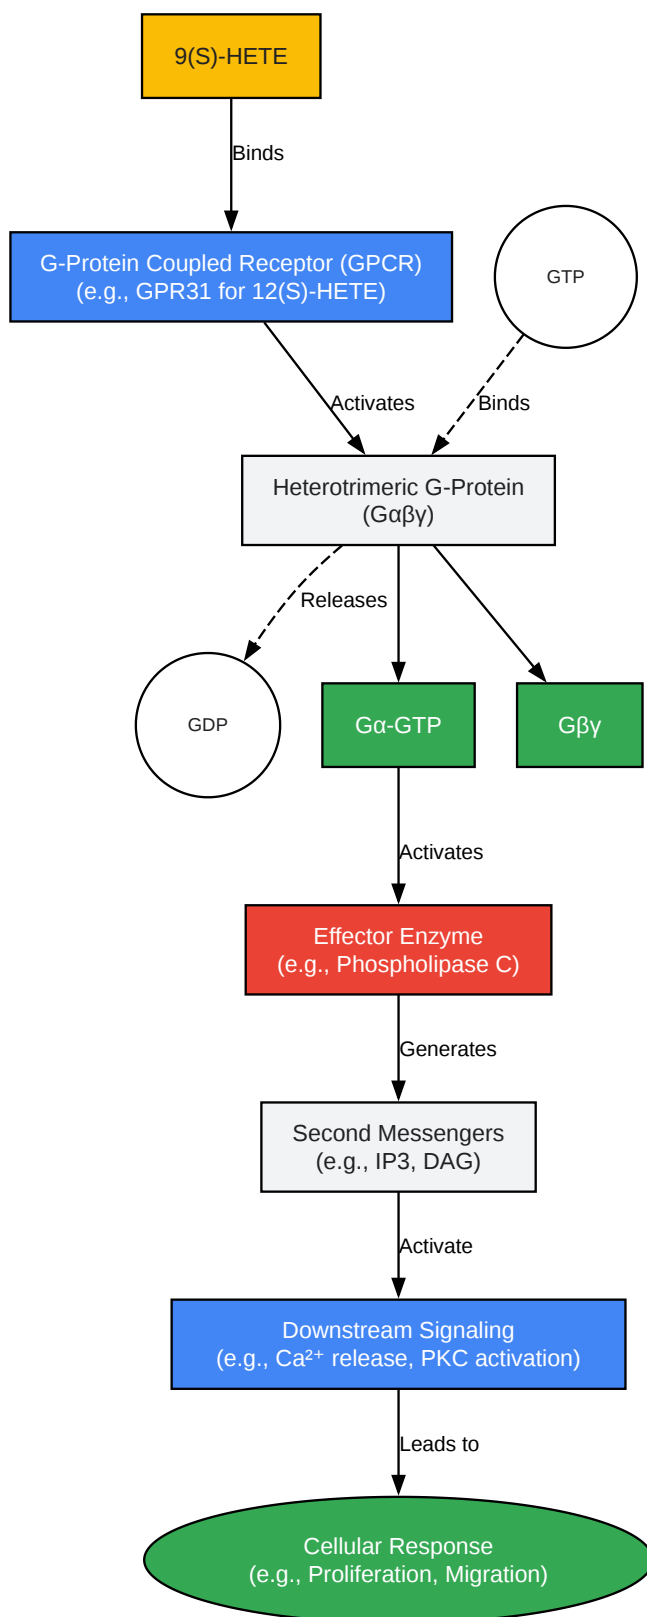 9(S)-HETE
Binds
G-Protein Coupled Receptor (GPCR)
(e.g., GPR31 for 12(S)-HETE)
GTP
Activates
Binds
Heterotrimeric G-Protein
(Gαβγ)
Releases
GDP
Gα-GTP
Gβγ
Activates
Effector Enzyme
(e.g., Phospholipase C)
Generates
Second Messengers
(e.g., IP3, DAG)
Activate
Downstream Signaling
(e.g., Ca²⁺ release, PKC activation)
Leads to
Cellular Response
(e.g., Proliferation, Migration)